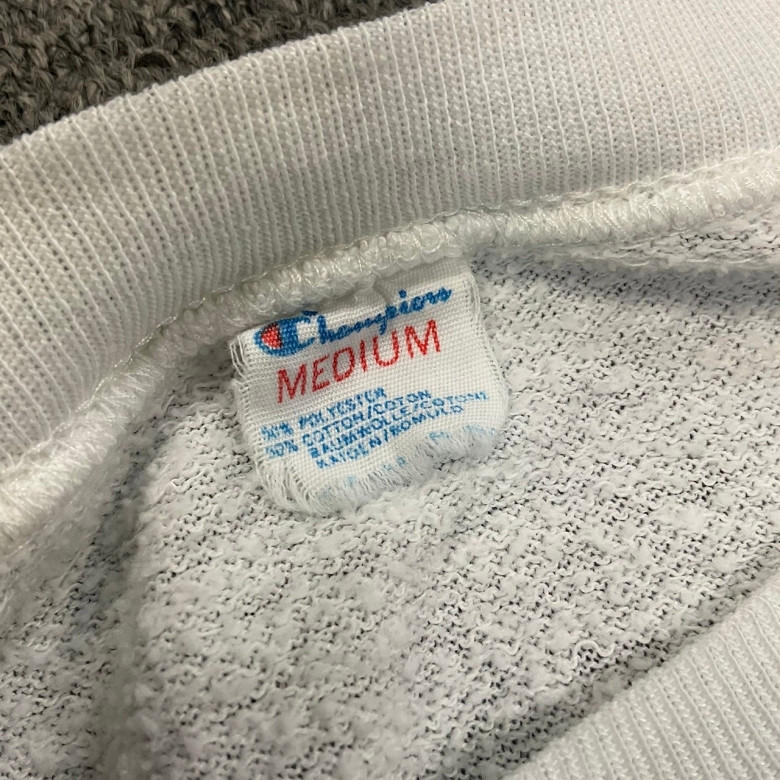 Champion
MEDIUM
50% POLYESTER
50% COTTON/COTON
BAUMWOLLE/COTONE